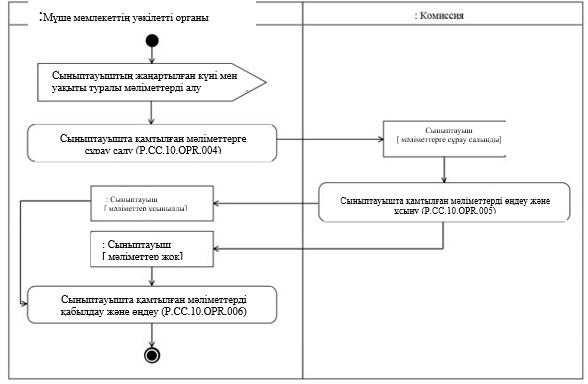 :Мүше мемлекеттің уәкілетті органы
: Комиссия
Сыныптауыштың жаңартылған күні мен
уақыты туралы мәліметтерді алу
Сыныптауышта қамтылған мәліметтерге
сұрау салу (P.CC.10.OPR.004)
Сыныптауыш
[ мәліметтерге сұрау салынды]
Сыныптауышта қамтылған мәліметтерді өңдеу және
ұсыну (P.CC.10.OPR.005)
: Сыныптауыш
[ мәліметтер ұсынылды]
: Сыныптауыш
[ мәліметтер жоқ]
Сыныптауышта қамтылған мәліметтерді
қабылдау және өңдеу (P.CC.10.OPR.006)